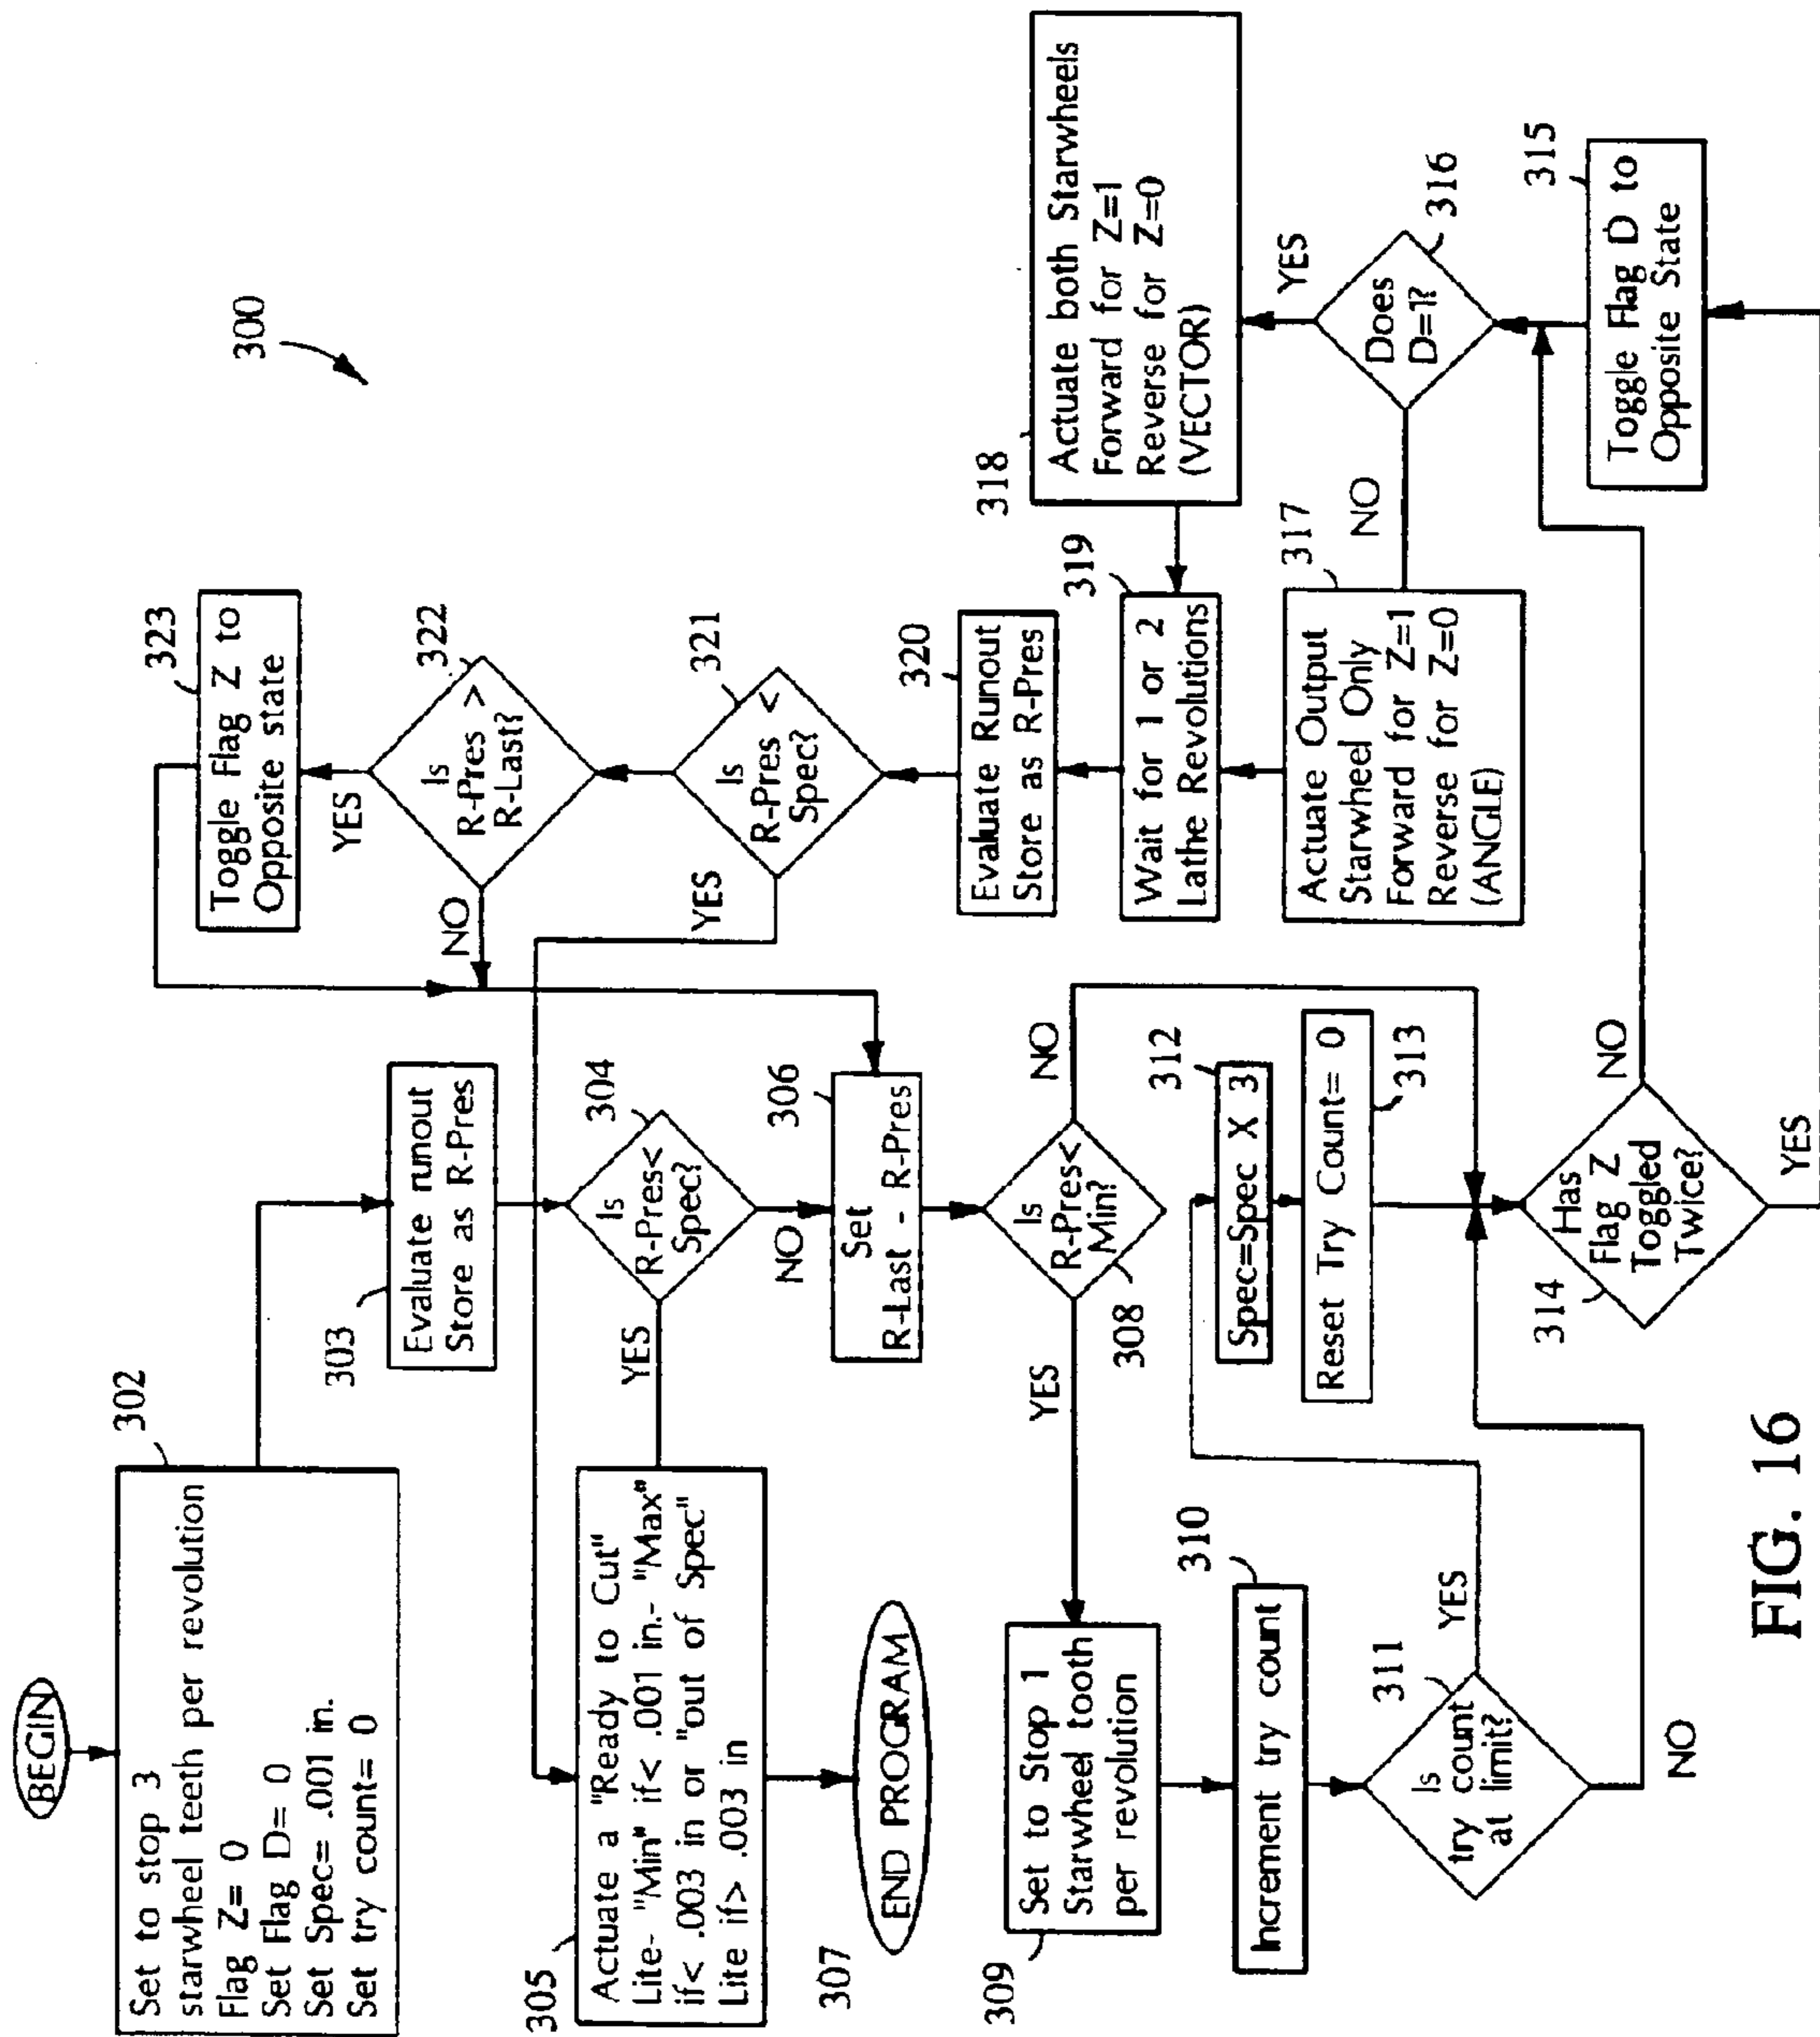 300
BEGIN
302
Set to stop 3
starwheel teeth per revolution
Flag Z= 0
Set Flag D= 0
Set Spec= .001 in.
Set try count= 0
303
Evaluate runout
Store as R-Pres
304
Is
R-Pres<
Spec?
YES
NO
305
Actuate a "Ready to Cut"
Lite- "Min" if< .001 in.- "Max"
if< .003 in or "out of Spec"
Lite if> .003 in
307
END PROGRAM
306
Set
R-Last - R-Pres
308
Is
R-Pres<
Min?
YES
NO
309
Set to Stop 1
Starwheel tooth
per revolution
310
Increment try count
311
Is
try count
at limit?
YES
NO
312
Spec=Spec X 3
Reset Try Count= 0
313
314
Has
Flag Z
Toggled
Twice?
NO
YES
315
Toggle Flag D to
Opposite State
316
Does
D=1?
YES
NO
317
Actuate Output
Starwheel Only
Forward for Z=1
Reverse for Z=0
(ANGLE)
318
Actuate both Starwheels
Forward for Z=1
Reverse for Z=0
(VECTOR)
319
Wait for 1 or 2
Lathe Revolutions
320
Evaluate Runout
Store as R-Pres
321
Is
R-Pres <
Spec?
YES
322
Is
R-Pres >
R-Last?
YES
NO
323
Toggle Flag Z to
Opposite state
FIG. 16